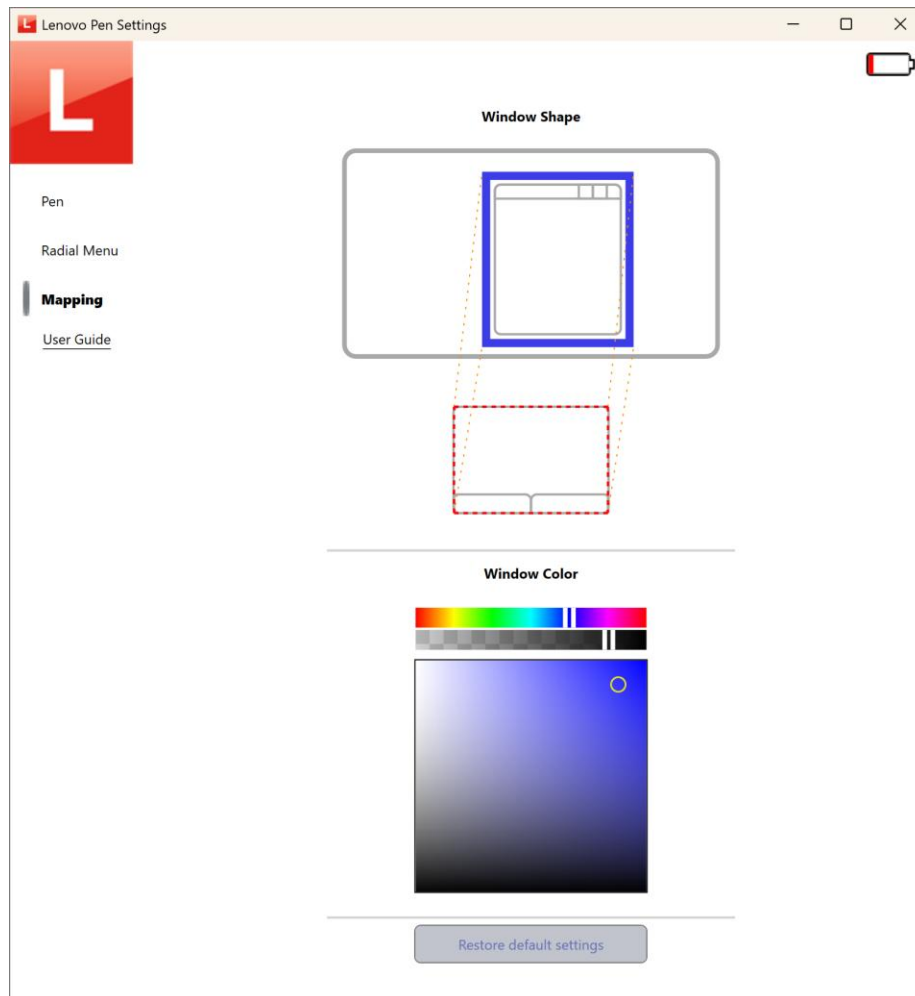 Lenovo Pen Settings
L
Pen
Radial Menu
Mapping
User Guide
Window Shape
Window Color
Restore default settings